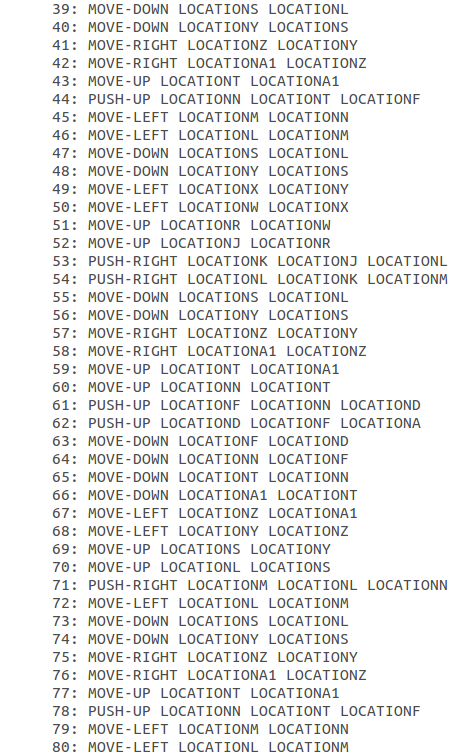 39: MOVE-DOWN LOCATIONS LOCATIONL
40: MOVE-DOWN LOCATIONY LOCATIONS
41: MOVE-RIGHT LOCATIONZ LOCATIONY
42: MOVE-RIGHT LOCATIONA1 LOCATIONZ
43: MOVE-UP LOCATIONT LOCATIONA1
44: PUSH-UP LOCATIONN LOCATIONT LOCATIONF
45: MOVE-LEFT LOCATIONM LOCATIONN
46: MOVE-LEFT LOCATIONL LOCATIONM
47: MOVE-DOWN LOCATIONS LOCATIONL
48: MOVE-DOWN LOCATIONY LOCATIONS
49: MOVE-LEFT LOCATIONX LOCATIONY
50: MOVE-LEFT LOCATIONW LOCATIONX
51: MOVE-UP LOCATIONR LOCATIONW
52: MOVE-UP LOCATIONJ LOCATIONR
53: PUSH-RIGHT LOCATIONK LOCATIONJ LOCATIONL
54: PUSH-RIGHT LOCATIONL LOCATIONK LOCATIONM
55: MOVE-DOWN LOCATIONS LOCATIONL
56: MOVE-DOWN LOCATIONY LOCATIONS
57: MOVE-RIGHT LOCATIONZ LOCATIONY
58: MOVE-RIGHT LOCATIONA1 LOCATIONZ
59: MOVE-UP LOCATIONT LOCATIONA1
60: MOVE-UP LOCATIONN LOCATIONT
61: PUSH-UP LOCATIONF LOCATIONN LOCATIOND
62: PUSH-UP LOCATIOND LOCATIONF LOCATIONA
63: MOVE-DOWN LOCATIONF LOCATIOND
64: MOVE-DOWN LOCATIONN LOCATIONF
65: MOVE-DOWN LOCATIONT LOCATIONN
66: MOVE-DOWN LOCATIONA1 LOCATIONT
67: MOVE-LEFT LOCATIONZ LOCATIONA1
68: MOVE-LEFT LOCATIONY LOCATIONZ
69: MOVE-UP LOCATIONS LOCATIONY
70: MOVE-UP LOCATIONL LOCATIONS
71: PUSH-RIGHT LOCATIONM LOCATIONL LOCATIONN
72: MOVE-LEFT LOCATIONL LOCATIONM
73: MOVE-DOWN LOCATIONS LOCATIONL
74: MOVE-DOWN LOCATIONY LOCATIONS
75: MOVE-RIGHT LOCATIONZ LOCATIONY
76: MOVE-RIGHT LOCATIONA1 LOCATIONZ
77: MOVE-UP LOCATIONT LOCATIONA1
78: PUSH-UP LOCATIONN LOCATIONT LOCATIONF
79: MOVE-LEFT LOCATIONM LOCATIONN
80: MOVE-LEFT LOCATIONL LOCATIONM